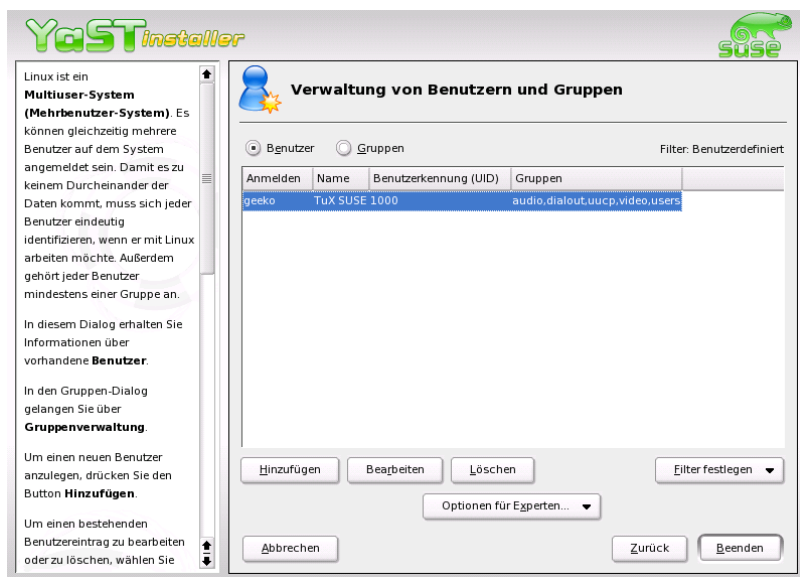 YaST installer
SUSE
Linux ist ein
Multiuser-System
(Mehrbenutzer-System). Es
können gleichzeitig mehrere
Benutzer auf dem System
angemeldet sein. Damit es zu
keinem Durcheinander der
Daten kommt, muss sich jeder
Benutzer eindeutig
identifizieren, wenn er mit Linux
arbeiten möchte. Außerdem
gehört jeder Benutzer
mindestens einer Gruppe an.
In diesem Dialog erhalten Sie
Informationen über
vorhandene Benutzer.
In den Gruppen-Dialog
gelangen Sie über
Gruppenverwaltung.
Um einen neuen Benutzer
anzulegen, drücken Sie den
Button Hinzufügen.
Um einen bestehenden
Benutzereintrag zu bearbeiten
oder zu löschen, wählen Sie
Verwaltung von Benutzern und Gruppen
Benutzer Gruppen Filter: Benutzerdefiniert
Anmelden Name Benutzerkennung (UID) Gruppen
geeko TuX SUSE 1000 audio,dialout,uucp,video,users
Hinzufügen Bearbeiten Löschen Filter festlegen
Optionen für Experten...
Abbrechen Zurück Beenden